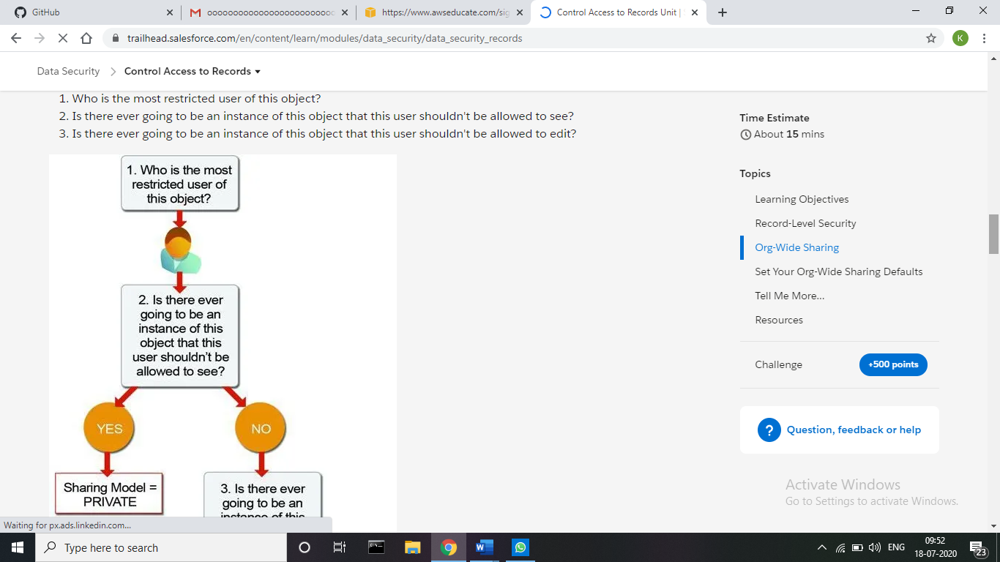 GitHub
oooooooooooooooooooooooo
https://www.awseducate.com/sig
Control Access to Records Unit |
trailhead.salesforce.com/en/content/learn/modules/data_security/data_security_records
K
Data Security
Control Access to Records
1. Who is the most restricted user of this object?
2. Is there ever going to be an instance of this object that this user shouldn't be allowed to see?
3. Is there ever going to be an instance of this object that this user shouldn't be allowed to edit?
1. Who is the most
restricted user of
this object?
2. Is there ever
going to be an
instance of this
object that this
user shouldn't be
allowed to see?
YES
NO
Sharing Model =
PRIVATE
3. Is there ever
going to be an
instance of this
Time Estimate
About 15 mins
Topics
Learning Objectives
Record-Level Security
Org-Wide Sharing
Set Your Org-Wide Sharing Defaults
Tell Me More...
Resources
Challenge
+500 points
? Question, feedback or help
Activate Windows
Go to Settings to activate Windows.
Waiting for px.ads.linkedin.com...
Type here to search
W
ENG
09:52
18-07-2020
23